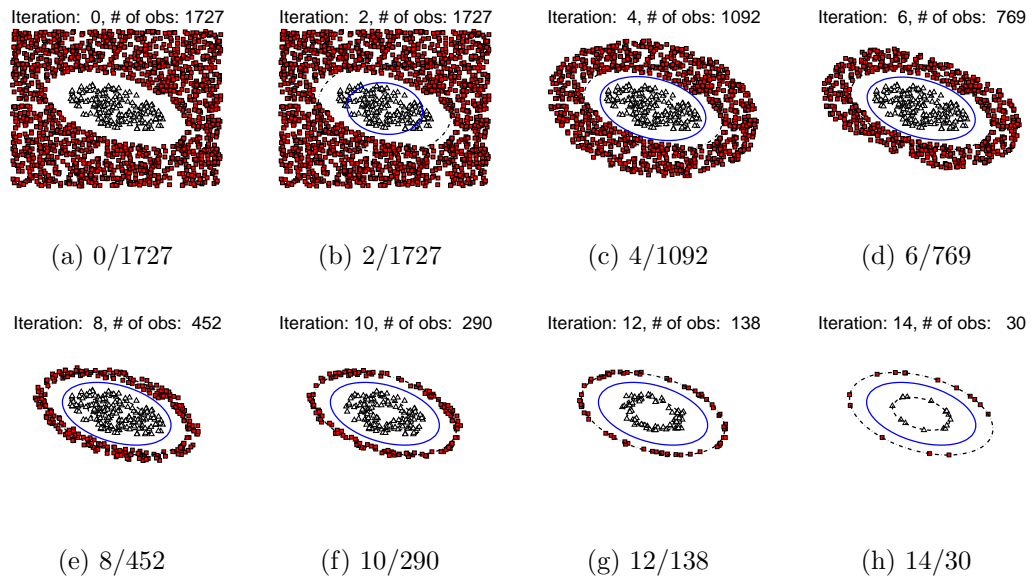 Iteration: 0, # of obs: 1727
Iteration: 2, # of obs: 1727
Iteration: 4, # of obs: 1092
Iteration: 6, # of obs: 769
(a) 0/1727
(b) 2/1727
(c) 4/1092
(d) 6/769
Iteration: 8, # of obs: 452
Iteration: 10, # of obs: 290
Iteration: 12, # of obs: 138
Iteration: 14, # of obs: 30
(e) 8/452
(f) 10/290
(g) 12/138
(h) 14/30